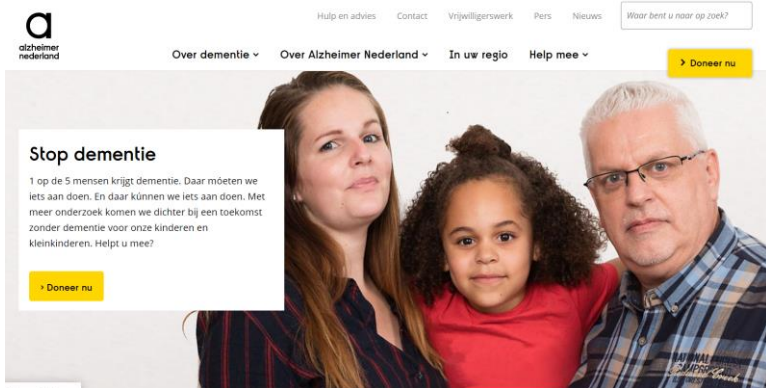 Hulp en advies Contact Vrijwilligerswerk Pers Nieuws Waar bent u naar op zoek?
a
alzheimer
nederland
Over dementie Over Alzheimer Nederland In uw regio Help mee
> Doneer nu
Stop dementie
1 op de 5 mensen krijgt dementie. Daar móeten we
iets aan doen. En daar kúnnen we iets aan doen. Met
meer onderzoek komen we dichter bij een toekomst
zonder dementie voor onze kinderen en
kleinkinderen. Helpt u mee?
> Doneer nu